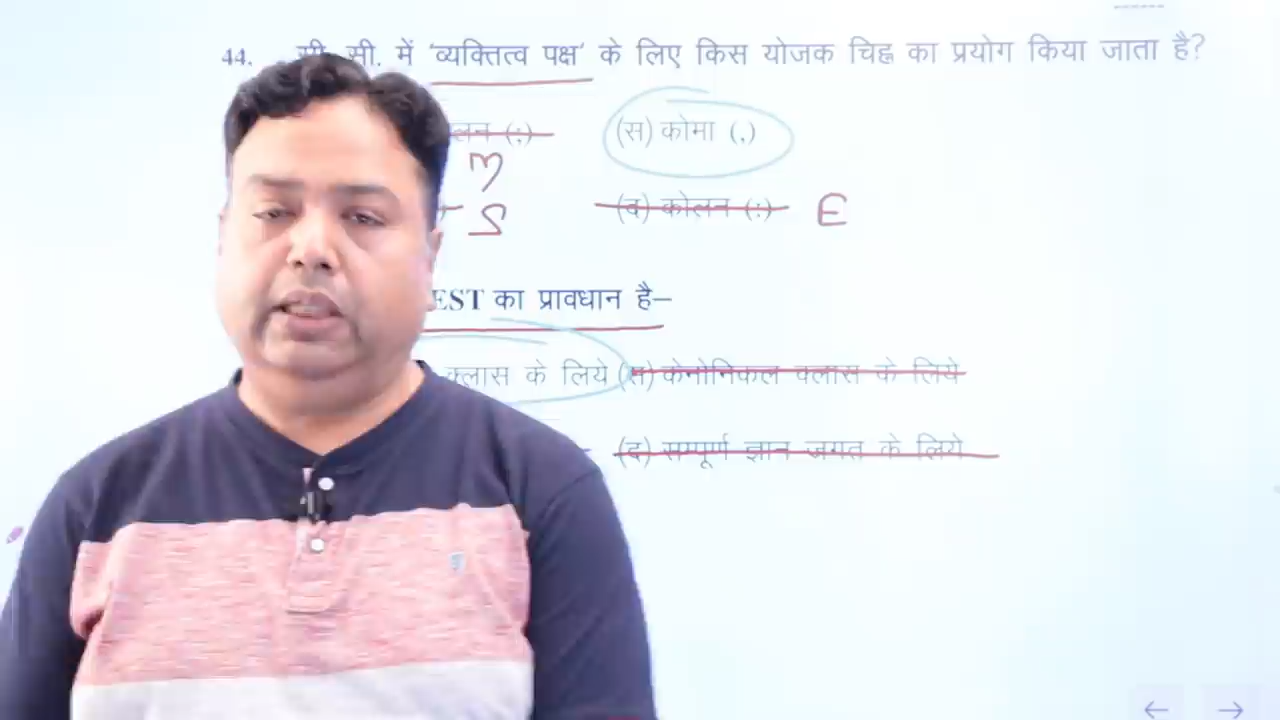 44. सी. में 'व्यक्तित्व पक्ष' के लिए किस योजक चिह्न का प्रयोग किया जाता है?
(;) (स) कोमा (,)
m
S (द) कोलन (:) E
EST का प्रावधान है–
क्लास के लिये (स) केनोनिकल क्लास के लिये
(द) सम्पूर्ण ज्ञान जगत के लिये